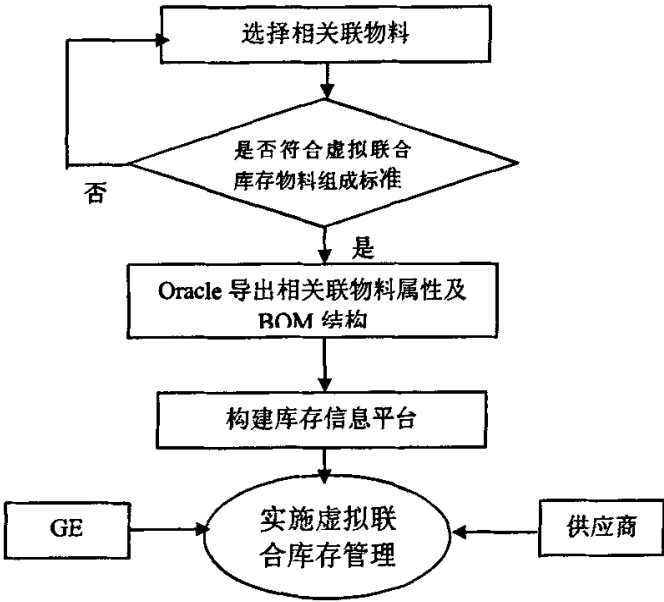 选择相关联物料
是否符合虚拟联合
库存物料组成标准
否
是
Oracle 导出相关联物料属性及
BOM 结构
构建库存信息平台
GE
实施虚拟联
合库存管理
供应商